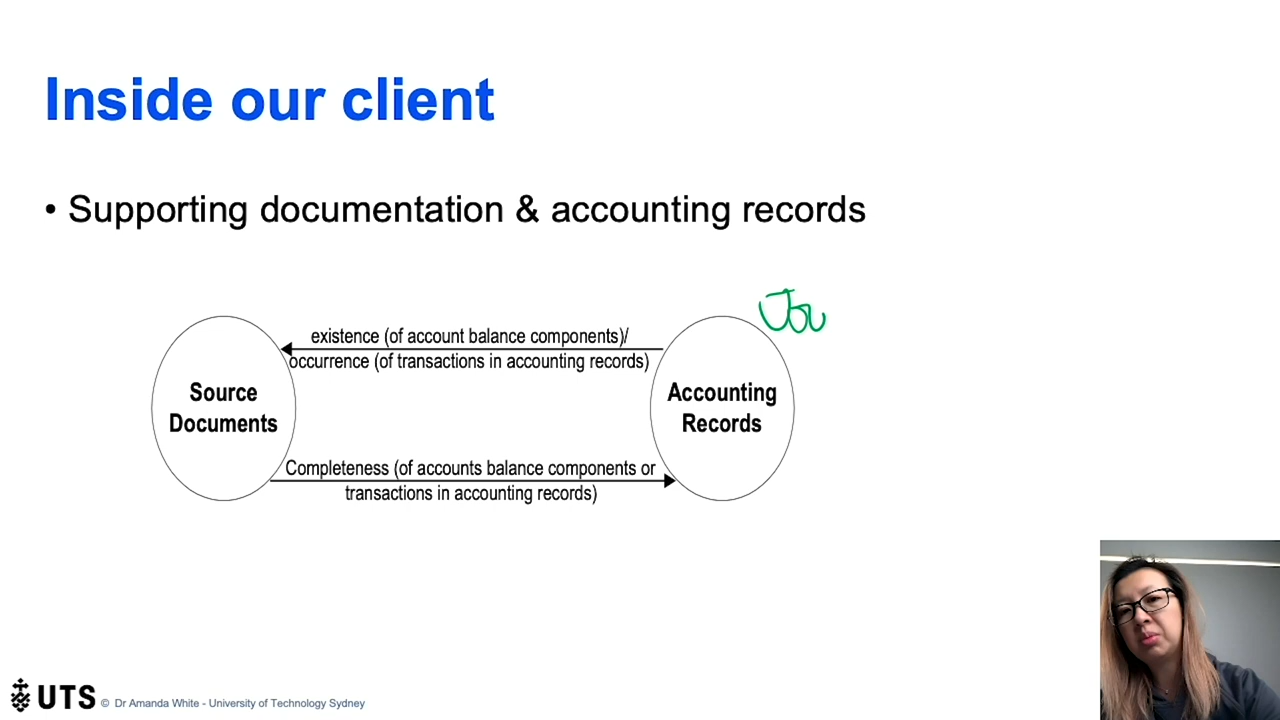 Inside our client
• Supporting documentation & accounting records
Jou
existence (of account balance components)/
occurrence (of transactions in accounting records)
Source
Documents
Accounting
Records
Completeness (of accounts balance components or
transactions in accounting records)
UTS © Dr Amanda White - University of Technology Sydney